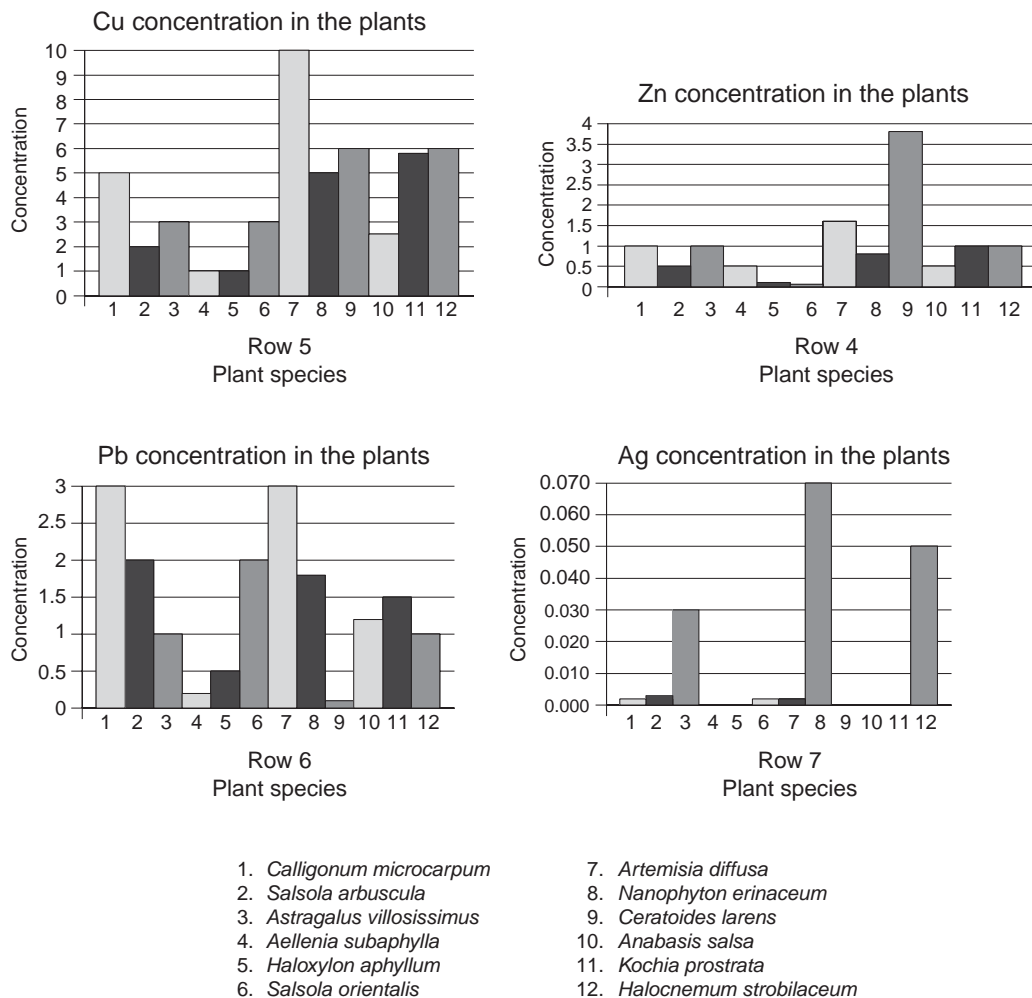 Cu concentration in the plants
10
9
8
7
6
5
4
3
2
1
0
Concentration
1 2 3 4 5 6 7 8 9 10 11 12
Row 5
Plant species
Zn concentration in the plants
4
3.5
3
2.5
2
1.5
1
0.5
0
Concentration
1 2 3 4 5 6 7 8 9 10 11 12
Row 4
Plant species
Pb concentration in the plants
3
2.5
2
1.5
1
0.5
0
Concentration
1 2 3 4 5 6 7 8 9 10 11 12
Row 6
Plant species
Ag concentration in the plants
0.070
0.060
0.050
0.040
0.030
0.010
0.000
Concentration
1 2 3 4 5 6 7 8 9 10 11 12
Row 7
Plant species
1. Calligonum microcarpum
2. Salsola arbuscula
3. Astragalus villosissimus
4. Aellenia subaphylla
5. Haloxylon aphyllum
6. Salsola orientalis
7. Artemisia diffusa
8. Nanophyton erinaceum
9. Ceratoides larens
10. Anabasis salsa
11. Kochia prostrata
12. Halocnemum strobilaceum